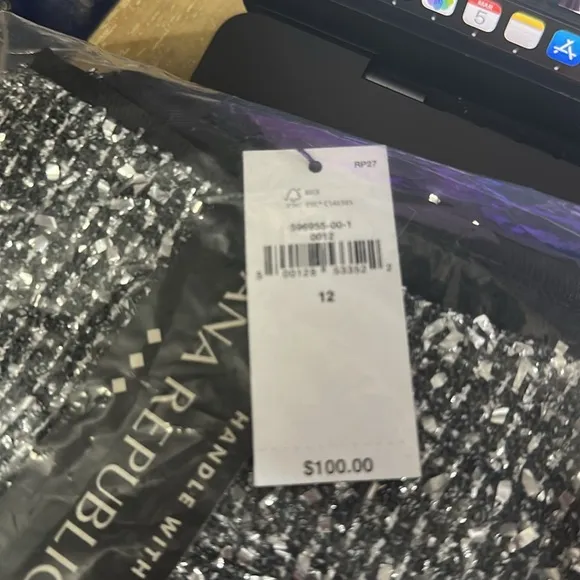 MAR
5
RP27
596955-00-1
0012
5 00128 53352 2
12
$100.00
ANA REPUBLIC
HANDLE WITH